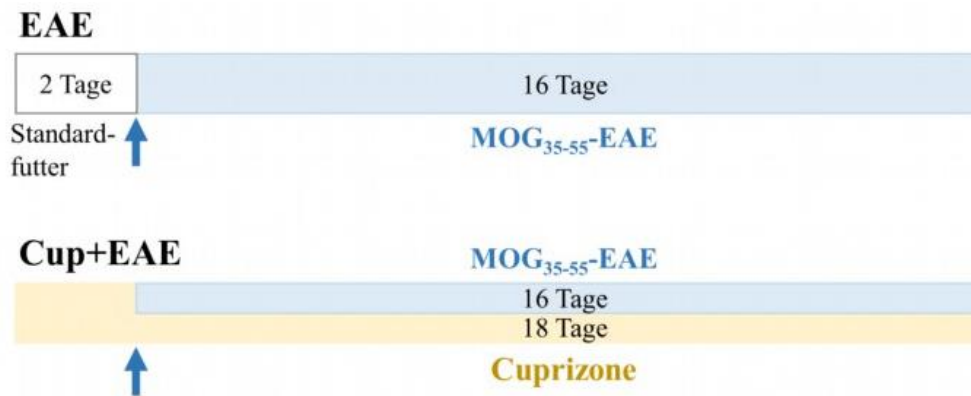 EAE
2 Tage
16 Tage
Standard-
futter
MOG35-55-EAE
Cup+EAE
MOG35-55-EAE
16 Tage
18 Tage
Cuprizone